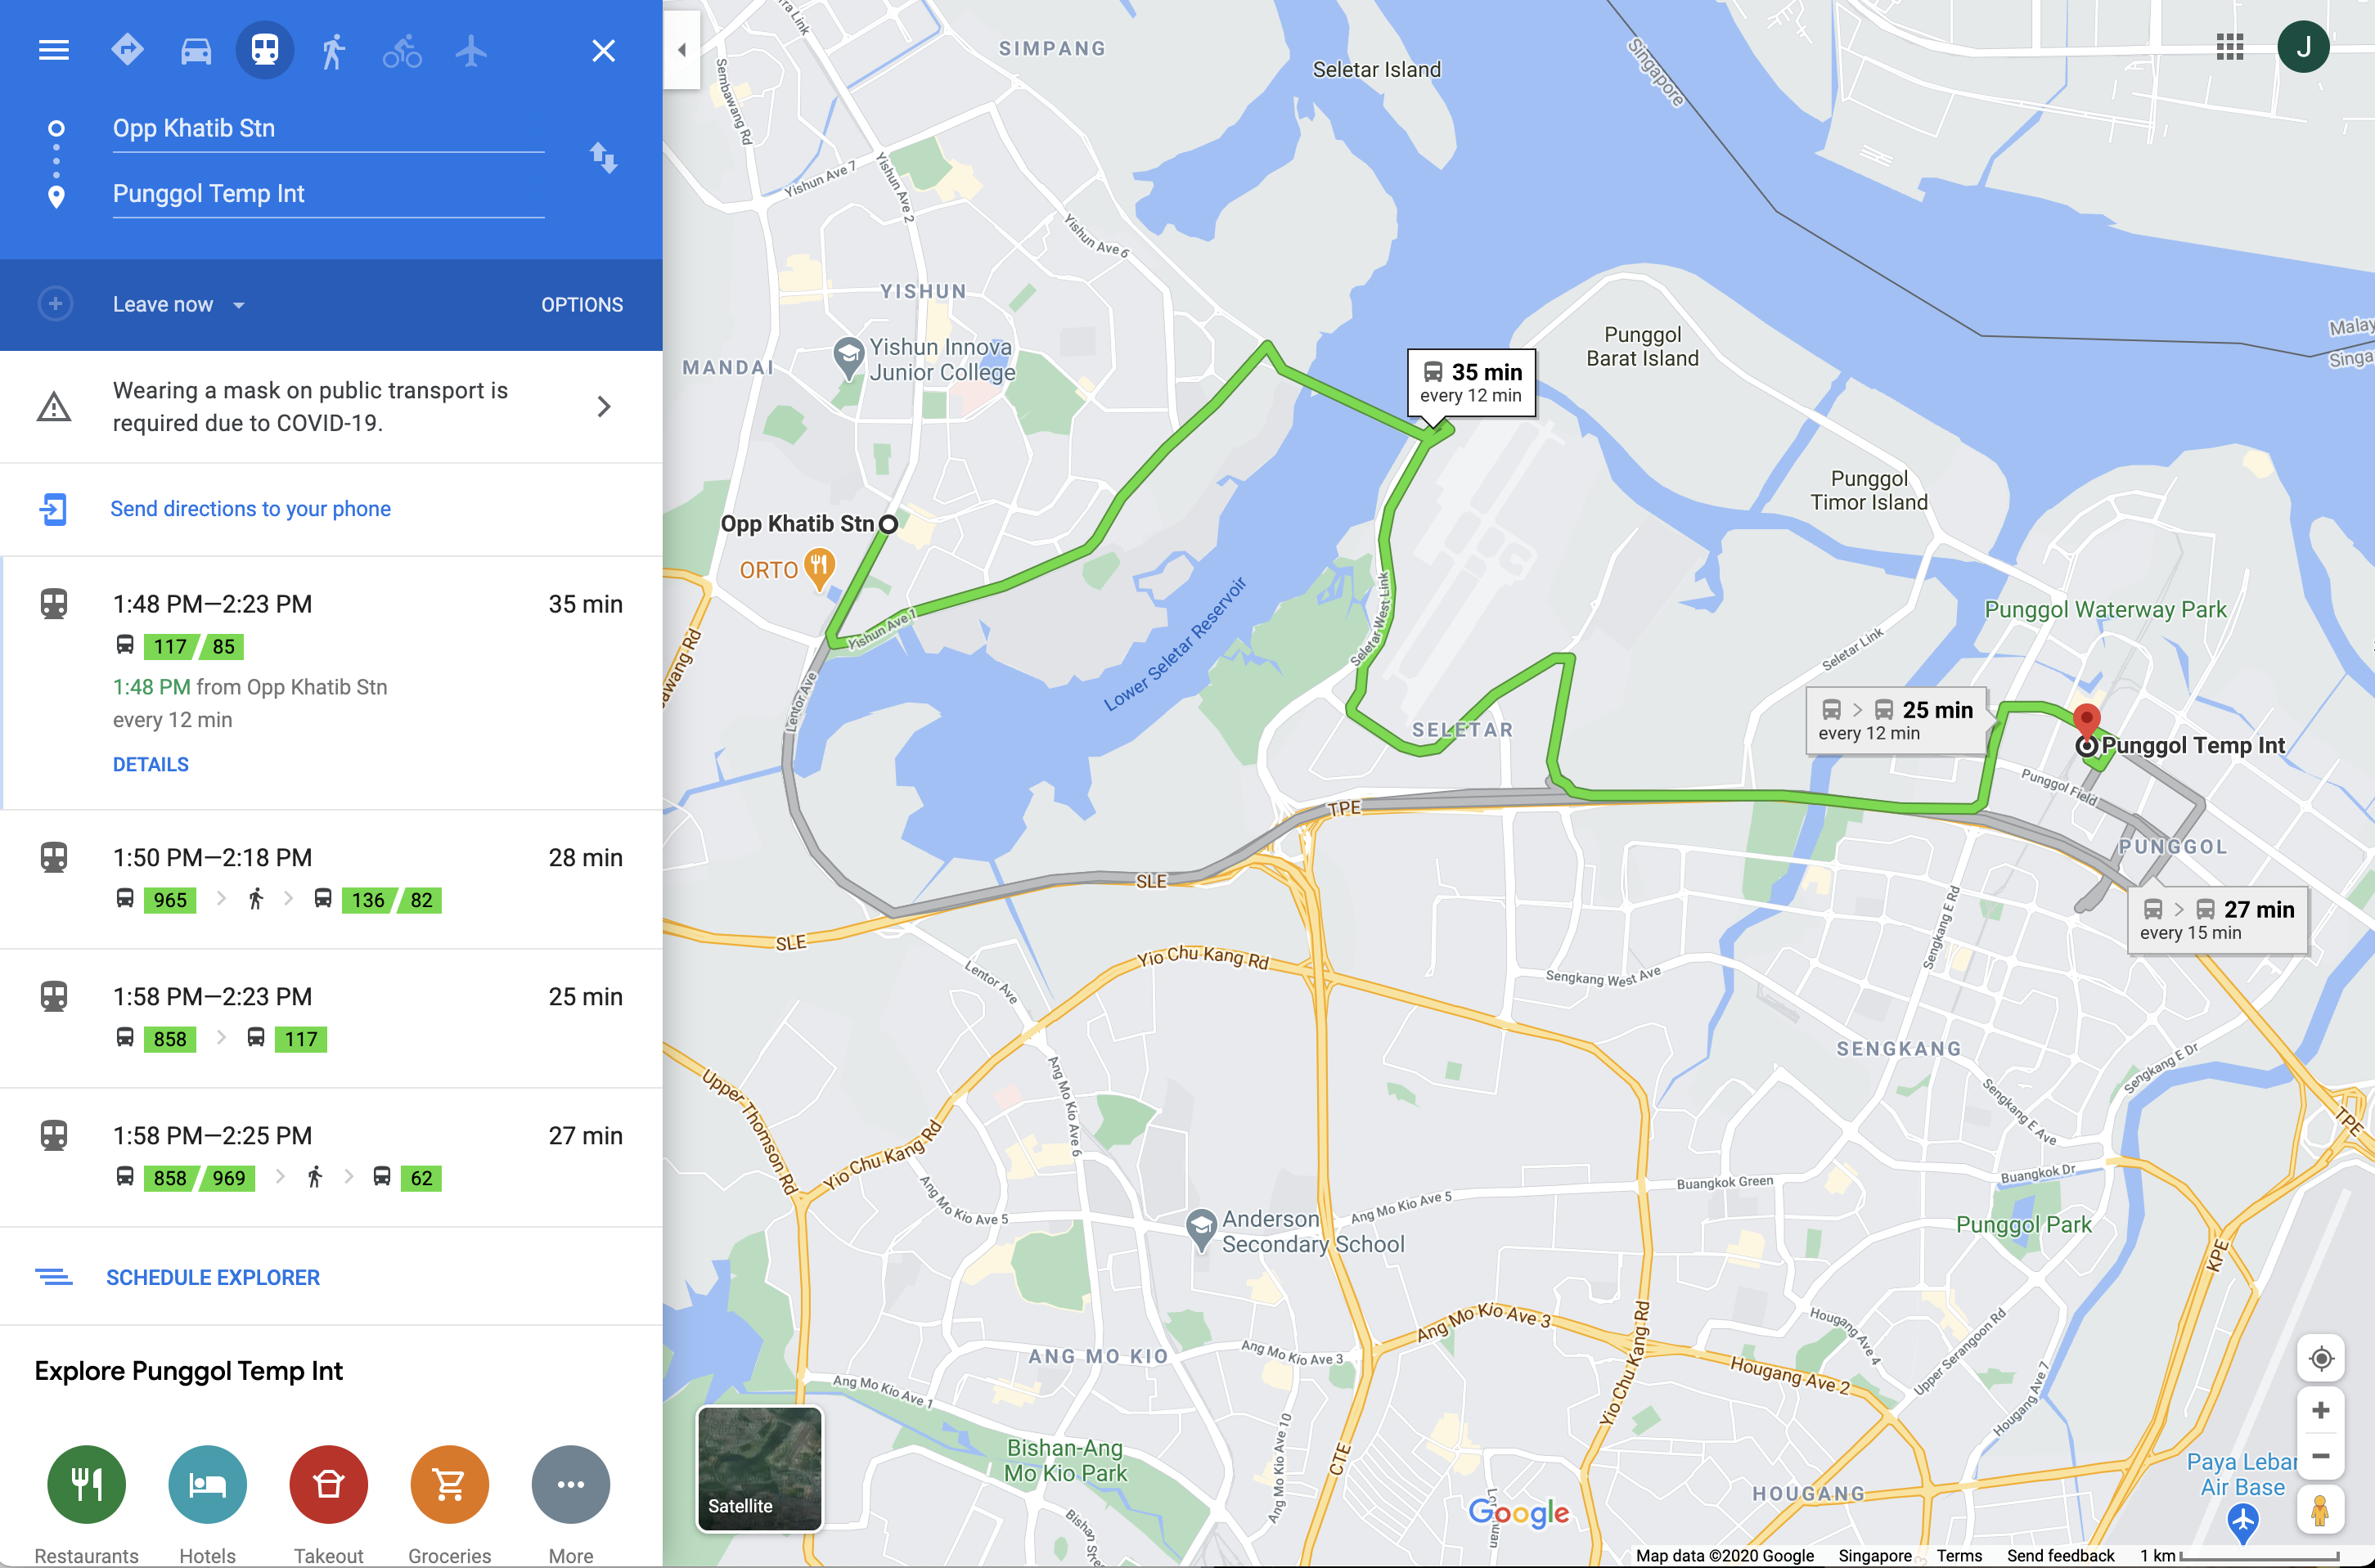 Opp Khatib Stn
Punggol Temp Int
Leave now
OPTIONS
Wearing a mask on public transport is
required due to COVID-19.
Send directions to your phone
1:48 PM—2:23 PM
35 min
117 / 85
1:48 PM from Opp Khatib Stn
every 12 min
DETAILS
1:50 PM—2:18 PM
28 min
965
136 / 82
1:58 PM—2:23 PM
25 min
858
117
1:58 PM—2:25 PM
27 min
858 / 969
62
SCHEDULE EXPLORER
Explore Punggol Temp Int
Restaurants
Hotels
Takeout
Groceries
More
J
SIMPANG
Seletar Island
Singapore
Sembawang Rd
Yishun Ave 7
Yishun Ave 2
Yishun Ave 6
YISHUN
Yishun Innova
Junior College
MANDAI
Punggol
Barat Island
35 min
every 12 min
Punggol
Timor Island
Opp Khatib Stn
ORTO
Yishun Ave 1
Lower Seletar Reservoir
Seletar West Link
Seletar Link
Punggol Waterway Park
Lentor Ave
SELETAR
25 min
every 12 min
Punggol Temp Int
Punggol Field
TPE
PUNGGOL
SLE
27 min
every 15 min
SLE
Yio Chu Kang Rd
Lentor Ave
Sengkang West Ave
Sengkang E Rd
SENGKANG
Sengkang E Dr
Sengkang E Ave
TPE
Upper Thomson Rd
Ang Mo Kio Ave 6
Yio Chu Kang Rd
Ang Mo Kio Ave 5
Ang Mo Kio Ave 5
Buangkok Green
Buangkok Dr
Anderson
Secondary School
Punggol Park
KPE
Ang Mo Kio Ave 3
Yio Chu Kang Rd
Hougang Ave 4
Upper Serangoon Rd
ANG MO KIO
Ang Mo Kio Ave 3
Hougang Ave 2
Hougang Ave 7
Ang Mo Kio Ave 1
Ang Mo Kio Ave 10
CTE
Bishan-Ang
Mo Kio Park
Satellite
Google
HOUGANG
Paya Lebar
Air Base
Map data ©2020 Google
Singapore
Terms
Send feedback
1 km